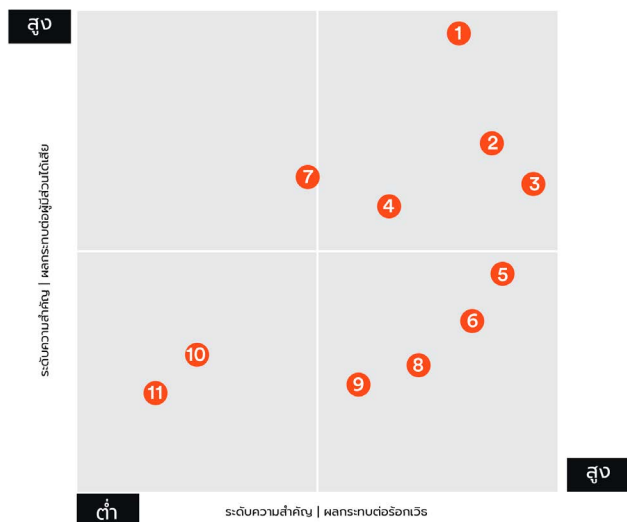 สูง
ระดับความสำคัญ | ผลกระทบต่อผู้มีส่วนได้เสีย
1
2
3
7
4
5
6
10
8
9
11
สูง
ต่ำ
ระดับความสำคัญ | ผลกระทบต่อร้อกเวิธ